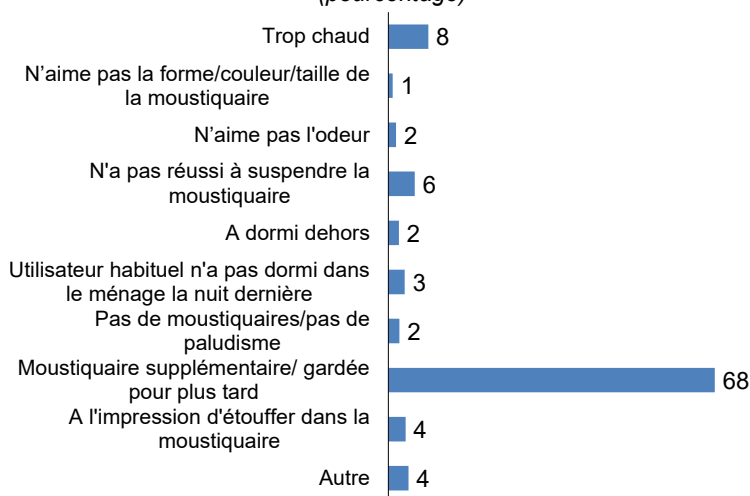 (pourcentage)
Trop chaud
8
N’aime pas la forme/couleur/taille de
la moustiquaire
1
N’aime pas l'odeur
2
N'a pas réussi à suspendre la
moustiquaire
6
A dormi dehors
2
Utilisateur habituel n'a pas dormi dans
le ménage la nuit dernière
3
Pas de moustiquaires/pas de
paludisme
2
Moustiquaire supplémentaire/ gardée
pour plus tard
68
A l'impression d'étouffer dans la
moustiquaire
4
Autre
4